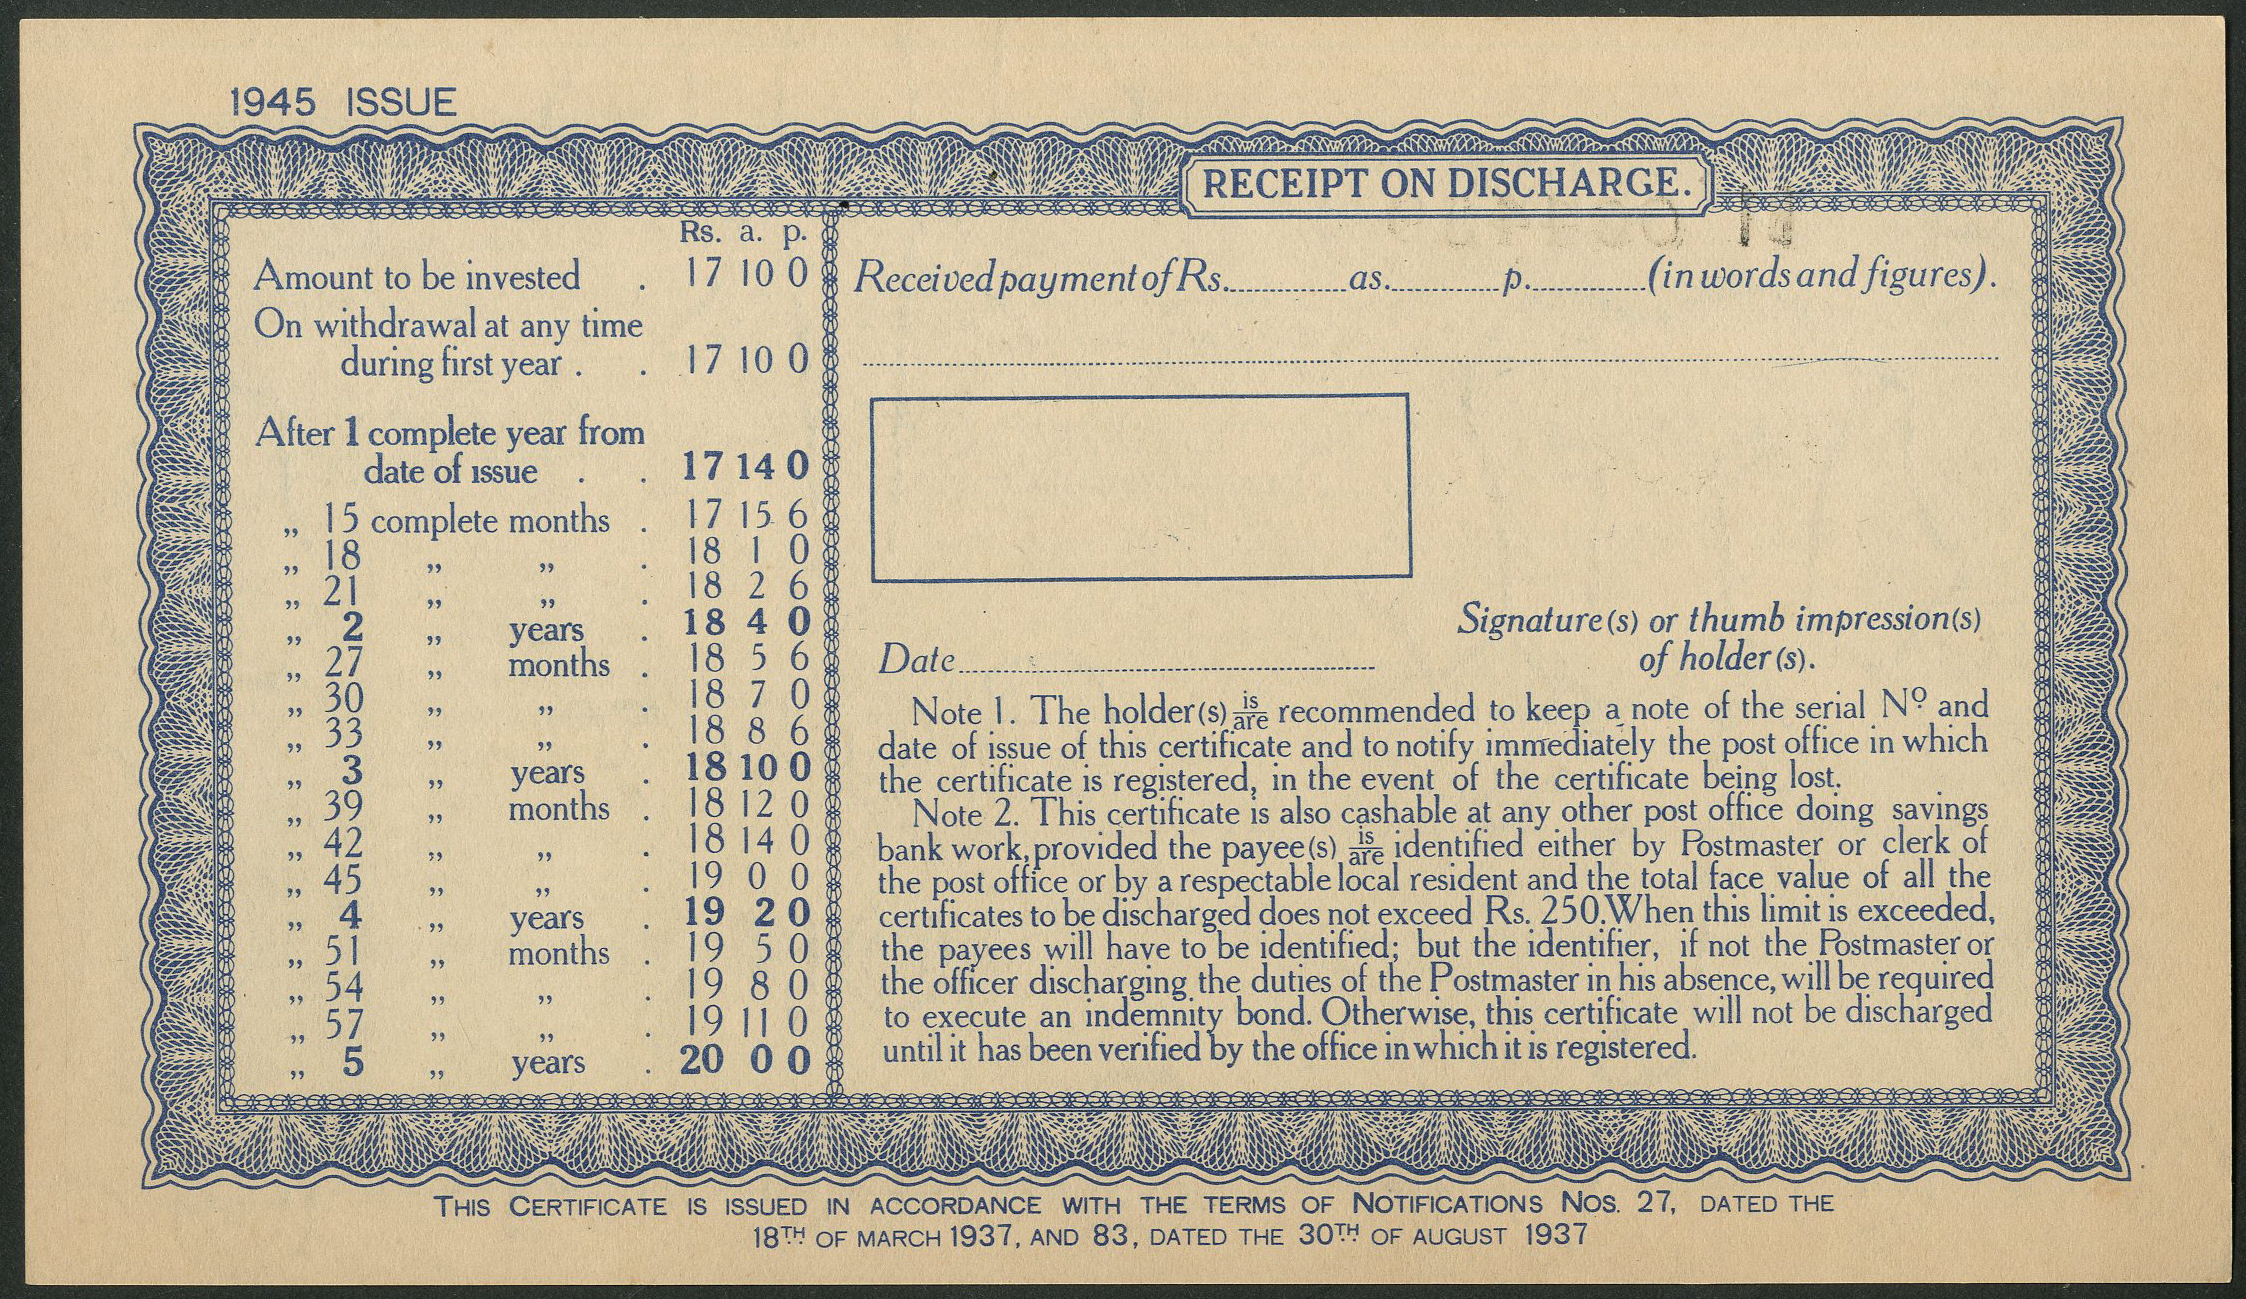 1945 ISSUE
RECEIPT ON DISCHARGE.
Rs. a. p.
Amount to be invested . 17 10 0
On withdrawal at any time
during first year . . 17 10 0
After 1 complete year from
date of issue . . 17 14 0
„ 15 complete months . 17 15 6
„ 18 „ „ . 18 1 0
„ 21 „ „ . 18 2 6
„ 2 „ years . 18 4 0
„ 27 „ months . 18 5 6
„ 30 „ „ . 18 7 0
„ 33 „ „ . 18 8 6
„ 3 „ years . 18 10 0
„ 39 „ months . 18 12 0
„ 42 „ „ . 18 14 0
„ 45 „ „ . 19 0 0
„ 4 „ years . 19 2 0
„ 51 „ months . 19 5 0
„ 54 „ „ . 19 8 0
„ 57 „ „ . 19 11 0
„ 5 „ years . 20 0 0
Received payment of Rs..............as.............p.............(in words and figures).
Signature(s) or thumb impression(s)
of holder(s).
Date........................................
Note 1. The holder(s) is/are recommended to keep a note of the serial Nº and
date of issue of this certificate and to notify immediately the post office in which
the certificate is registered, in the event of the certificate being lost.
Note 2. This certificate is also cashable at any other post office doing savings
bank work, provided the payee(s) is/are identified either by Postmaster or clerk of
the post office or by a respectable local resident and the total face value of all the
certificates to be discharged does not exceed Rs. 250. When this limit is exceeded,
the payees will have to be identified; but the identifier, if not the Postmaster or
the officer discharging the duties of the Postmaster in his absence, will be required
to execute an indemnity bond. Otherwise, this certificate will not be discharged
until it has been verified by the office in which it is registered.
THIS CERTIFICATE IS ISSUED IN ACCORDANCE WITH THE TERMS OF NOTIFICATIONS NOS. 27, DATED THE
18TH OF MARCH 1937, AND 83, DATED THE 30TH OF AUGUST 1937